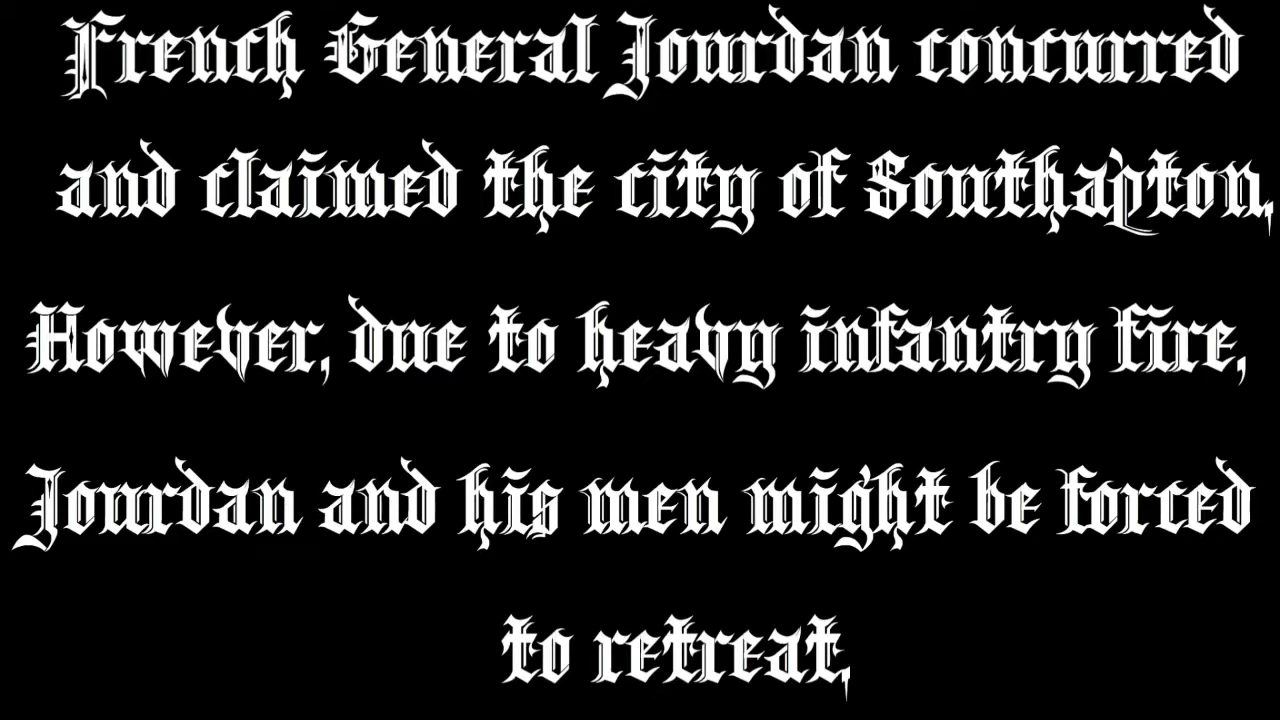 French General Jourdan concurred
and claimed the city of Southapton,
However, due to heavy infantry fire,
Jourdan and his men might be forced
to retreat,